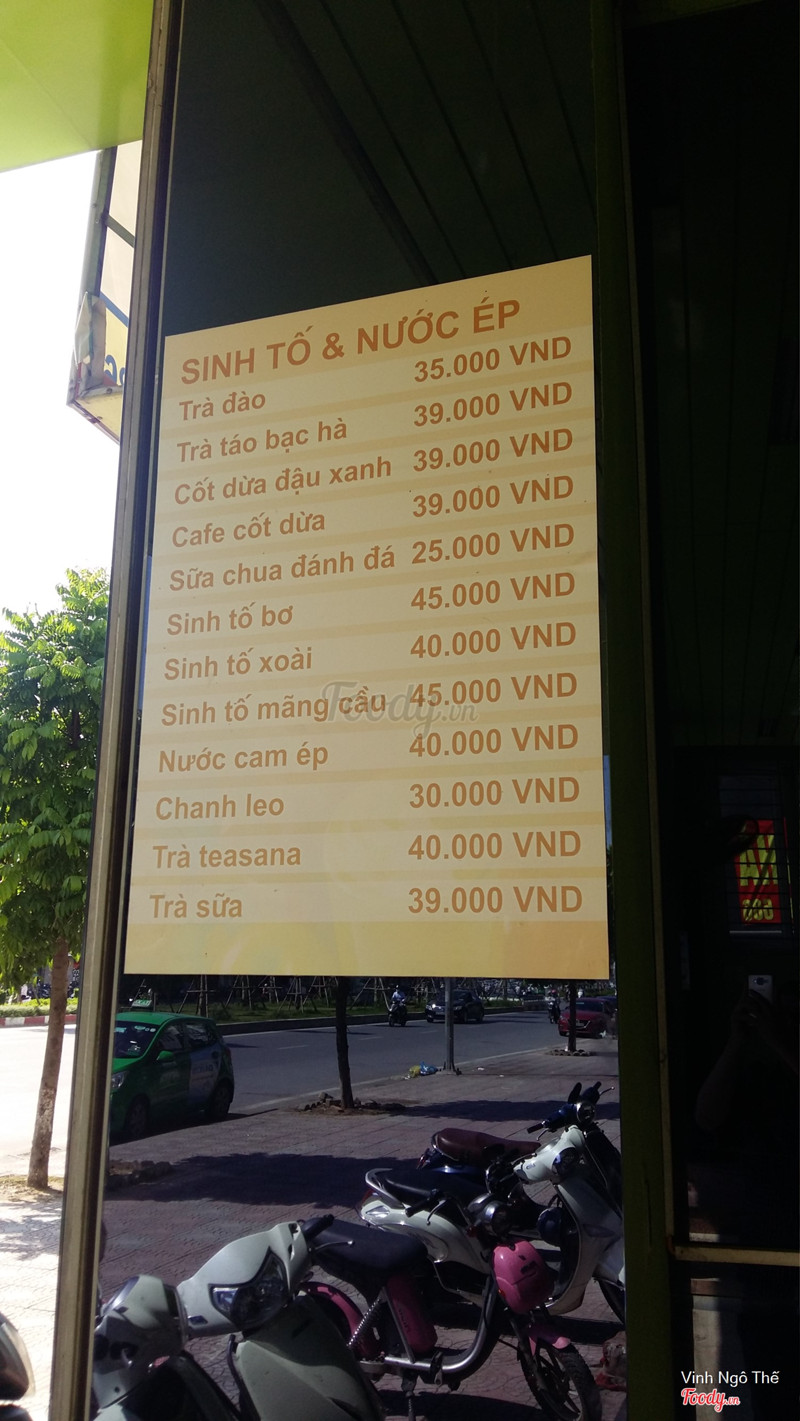 SINH TỐ & NƯỚC ÉP
Trà đào 35.000 VND
Trà táo bạc hà 39.000 VND
Cốt dừa đậu xanh 39.000 VND
Cafe cốt dừa 39.000 VND
Sữa chua đánh đá 25.000 VND
Sinh tố bơ 45.000 VND
Sinh tố xoài 40.000 VND
Sinh tố mãng cầu 45.000 VND
Nước cam ép 40.000 VND
Chanh leo 30.000 VND
Trà teasana 40.000 VND
Trà sữa 39.000 VND
Foody.vn
Vinh Ngô Thế
Foody.vn